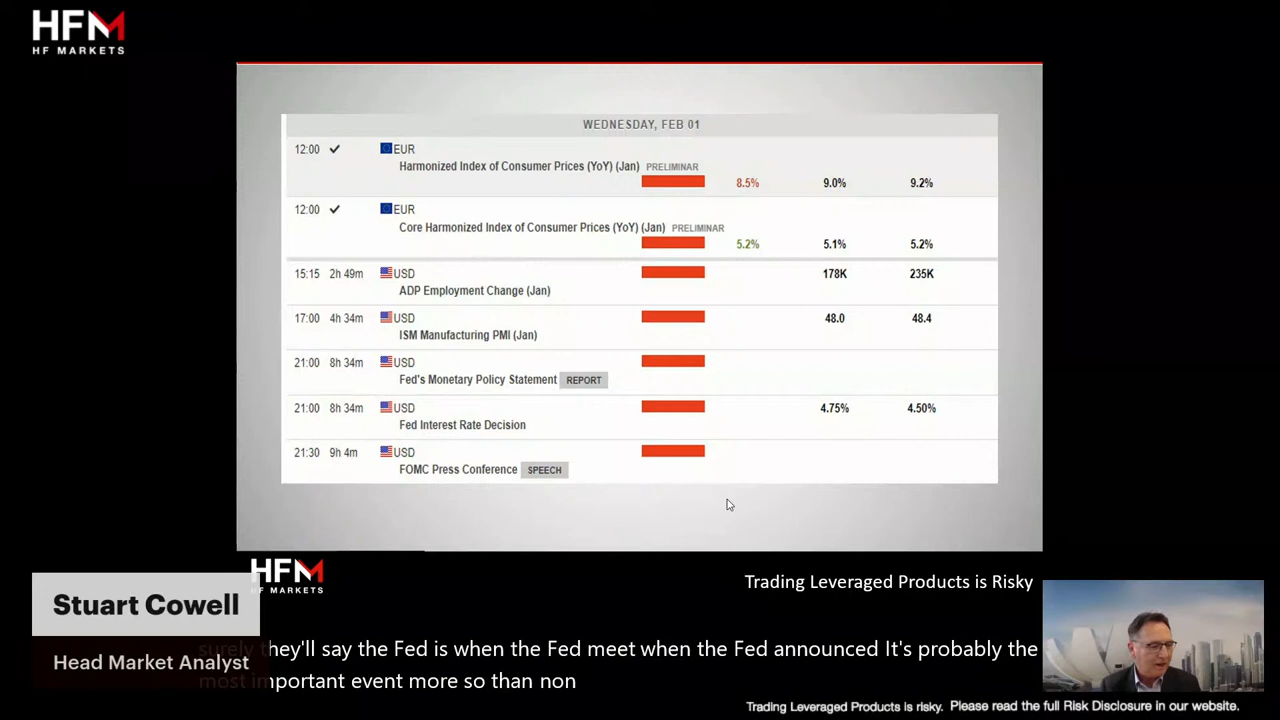 HFM
HF MARKETS
WEDNESDAY, FEB 01
12:00 EUR
Harmonized Index of Consumer Prices (YoY) (Jan) PRELIMINAR
8.5% 9.0% 9.2%
12:00 EUR
Core Harmonized Index of Consumer Prices (YoY) (Jan) PRELIMINAR
5.2% 5.1% 5.2%
15:15 2h 49m USD 178K 235K
ADP Employment Change (Jan)
17:00 4h 34m USD 48.0 48.4
ISM Manufacturing PMI (Jan)
21:00 8h 34m USD
Fed's Monetary Policy Statement REPORT
21:00 8h 34m USD 4.75% 4.50%
Fed Interest Rate Decision
21:30 9h 4m USD
FOMC Press Conference SPEECH
HFM
HF MARKETS
Trading Leveraged Products is Risky
Stuart Cowell
Head Market Analyst
surely they'll say the Fed is when the Fed meet when the Fed announced It's probably the
most important event more so than non
Trading Leveraged Products is risky. Please read the full Risk Disclosure in our website.